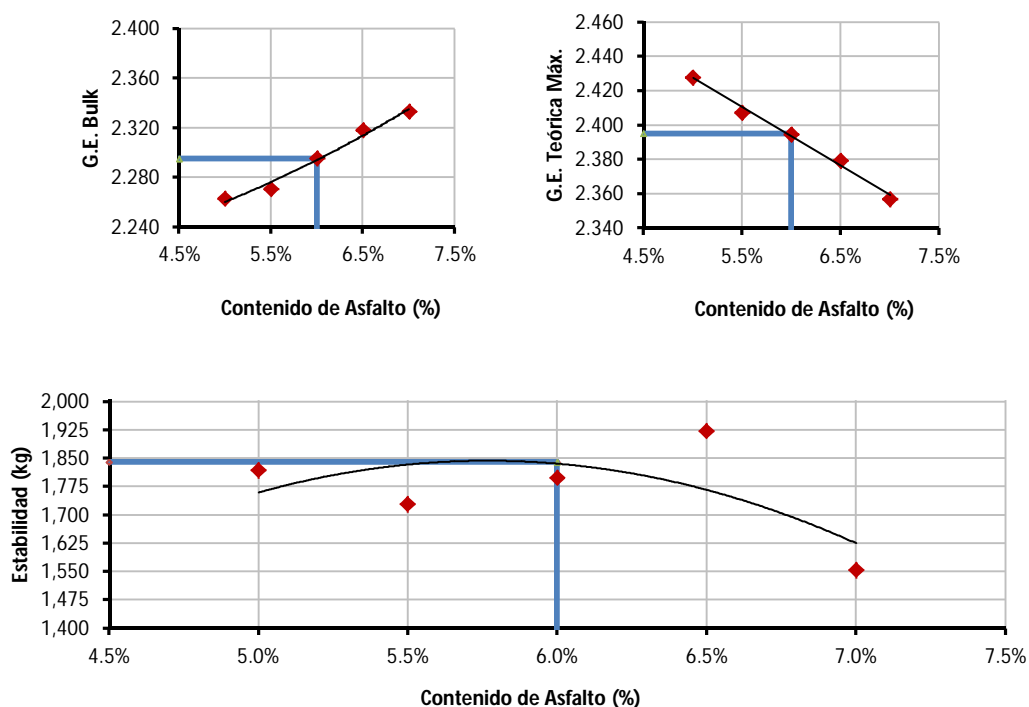 2.400
2.360
2.320
2.280
2.240
4.5% 5.5% 6.5% 7.5%
G.E. Bulk
Contenido de Asfalto (%)
2.460
2.440
2.420
2.400
2.380
2.360
2.340
4.5% 5.5% 6.5% 7.5%
G.E. Teórica Máx.
Contenido de Asfalto (%)
2,000
1,925
1,850
1,775
1,700
1,625
1,550
1,475
1,400
4.5% 5.0% 5.5% 6.0% 6.5% 7.0% 7.5%
Estabilidad (kg)
Contenido de Asfalto (%)